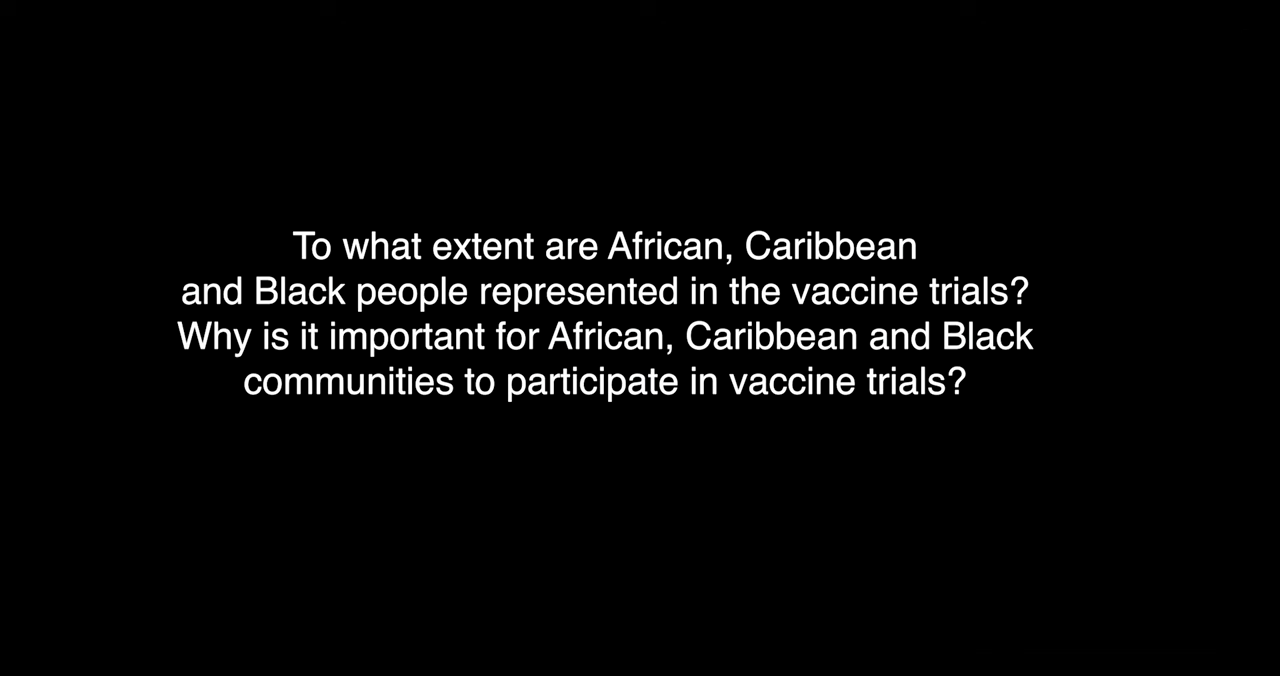 To what extent are African, Caribbean
and Black people represented in the vaccine trials?
Why is it important for African, Caribbean and Black
communities to participate in vaccine trials?